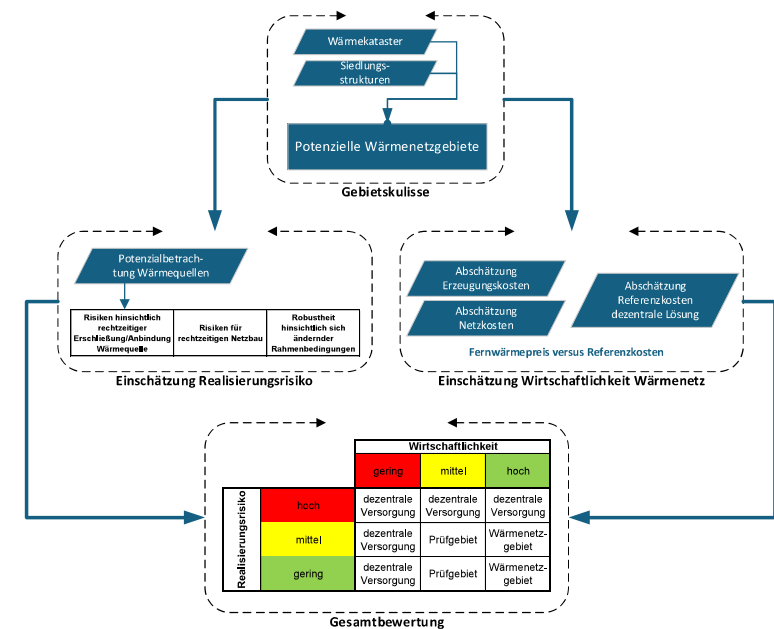 Wärmekataster
Siedlungs-
strukturen
Potenzielle Wärmenetzgebiete
Gebietskulisse
Potenzialbetrach-
tung Wärmequellen
Risiken hinsichtlich
rechtzeitiger
Erschließung/Anbindung
Wärmequelle
Risiken für
rechtzeitigen Netzbau
Robustheit
hinsichtlich sich
ändernder
Rahmenbedingungen
Einschätzung Realisierungsrisiko
Abschätzung
Erzeugungskosten
Abschätzung
Netzkosten
Abschätzung
Referenzkosten
dezentrale Lösung
Fernwärmepreis versus Referenzkosten
Einschätzung Wirtschaftlichkeit Wärmenetz
Wirtschaftlichkeit
gering
mittel
hoch
Realisierungsrisiko
hoch
dezentrale
Versorgung
dezentrale
Versorgung
dezentrale
Versorgung
mittel
dezentrale
Versorgung
Prüfgebiet
Wärmenetz-
gebiet
gering
dezentrale
Versorgung
Prüfgebiet
Wärmenetz-
gebiet
Gesamtbewertung